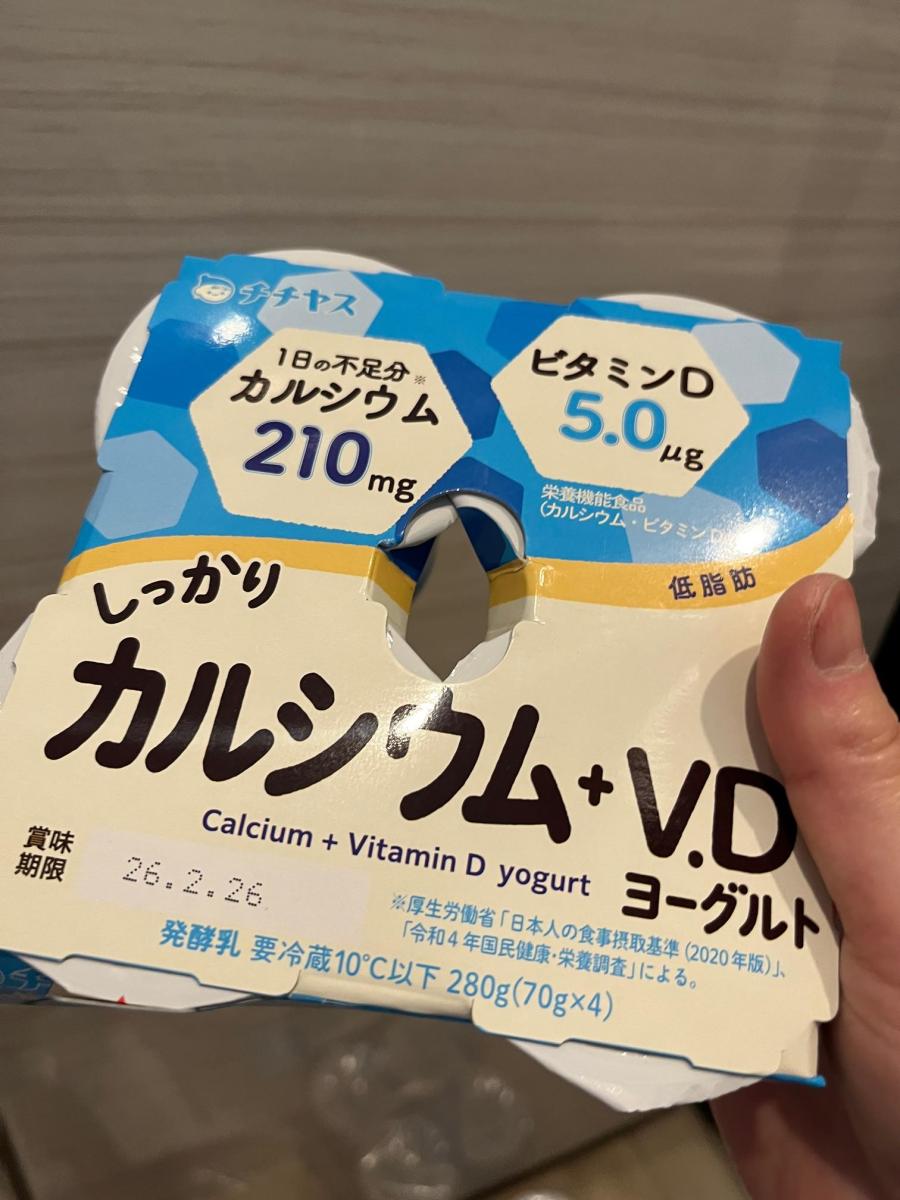 チチヤス
1日の不足分※
カルシウム
210mg
ビタミンD
5.0μg
栄養機能食品
(カルシウム・ビタミンD
低脂肪
しっかり
カルシウム+V.D
Calcium + Vitamin D yogurt
ヨーグルト
賞味
期限
26.2.26
※厚生労働省「日本人の食事摂取基準(2020年版)」、
「令和4年国民健康・栄養調査」による。
発酵乳 要冷蔵10℃以下 280g(70g×4)